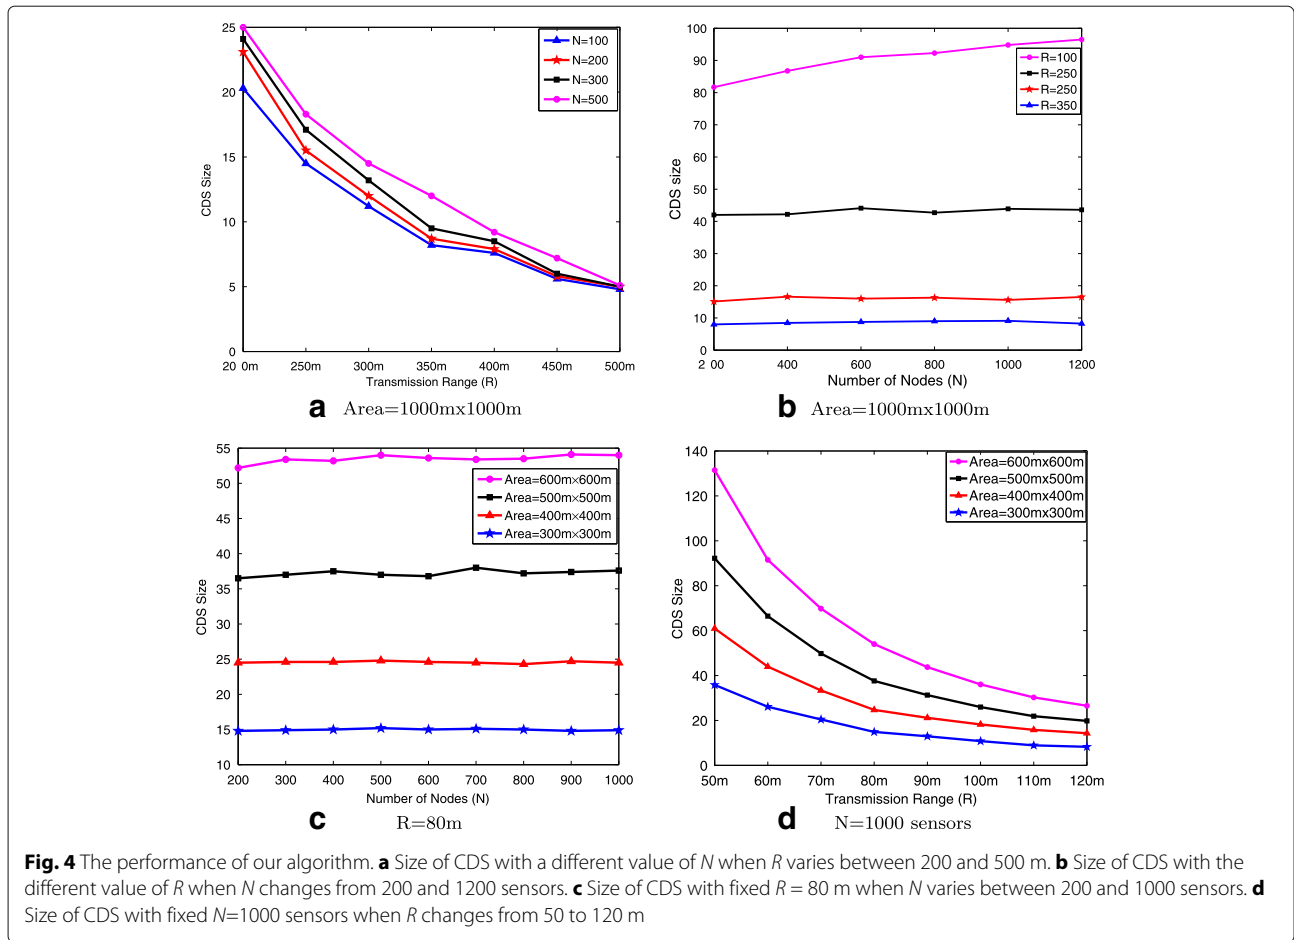 25
20
15
10
5
0
CDS Size
N=100
N=200
N=300
N=500
20 0m 250m 300m 350m 400m 450m 500m
Transmission Range (R)
a Area=1000mx1000m
100
90
80
70
60
50
40
30
20
10
0
CDS size
R=100
R=250
R=250
R=350
2 00 400 600 800 1000 1200
Number of Nodes (N)
b Area=1000mx1000m
55
50
45
40
35
30
25
20
15
10
CDS Size
Area=600m×600m
Area=500m×500m
Area=400m×400m
Area=300m×300m
200 300 400 500 600 700 800 900 1000
Number of Nodes (N)
c R=80m
140
120
100
80
60
40
20
0
CDS Size
Area=600mx600m
Area=500mx500m
Area=400mx400m
Area=300mx300m
50m 60m 70m 80m 90m 100m 110m 120m
Transmission Range (R)
d N=1000 sensors
Fig. 4 The performance of our algorithm. a Size of CDS with a different value of N when R varies between 200 and 500 m. b Size of CDS with the
different value of R when N changes from 200 and 1200 sensors. c Size of CDS with fixed R = 80 m when N varies between 200 and 1000 sensors. d
Size of CDS with fixed N=1000 sensors when R changes from 50 to 120 m